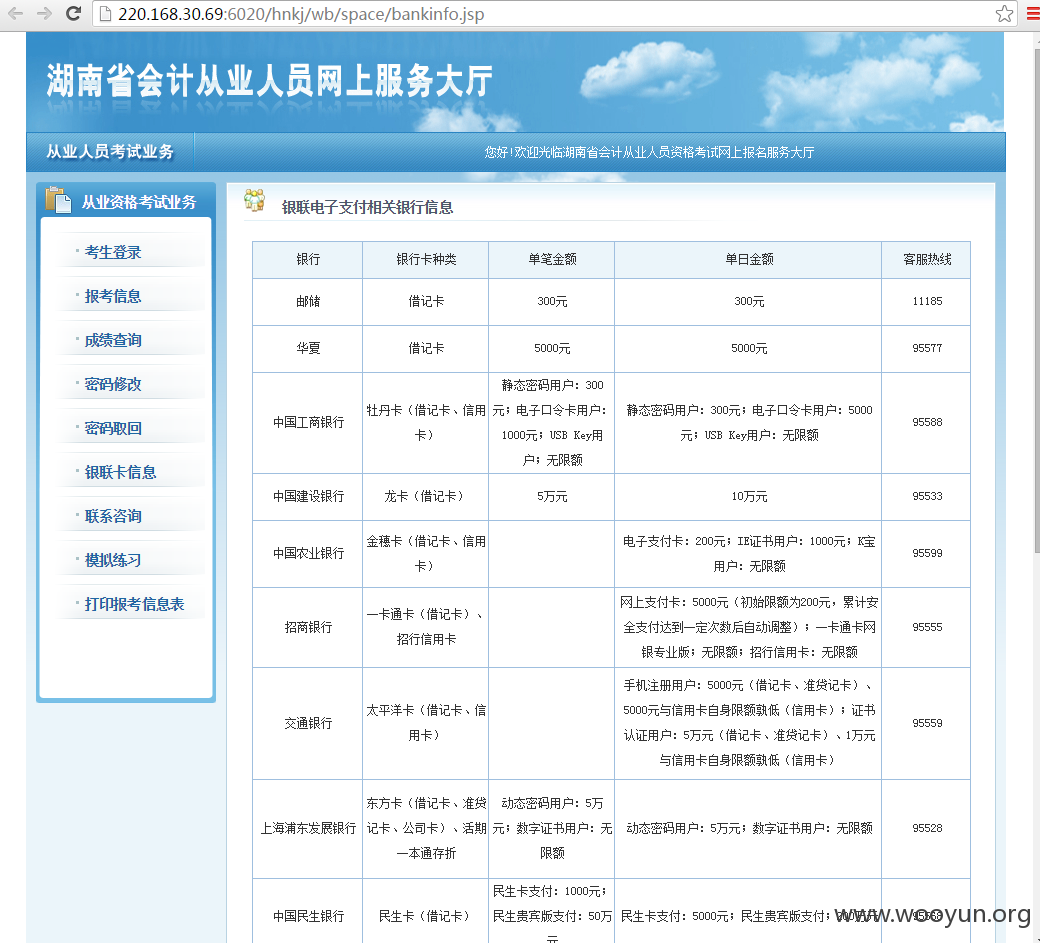 220.168.30.69:6020/hnkj/wb/space/bankinfo.jsp
湖南省会计从业人员网上服务大厅
从业人员考试业务
您好!欢迎光临湖南省会计从业人员资格考试网上报名服务大厅
从业资格考试业务
考生登录
报考信息
成绩查询
密码修改
密码取回
银联卡信息
联系咨询
模拟练习
打印报考信息表
银联电子支付相关银行信息
银行 银行卡种类 单笔金额 单日金额 客服热线
邮储 借记卡 300元 300元 11185
华夏 借记卡 5000元 5000元 95577
中国工商银行
牡丹卡（借记卡、信用
卡）
静态密码用户：300
元；电子口令卡用户：
1000元；USB Key用
户；无限额
静态密码用户：300元；电子口令卡用户：5000
元；USB Key用户：无限额
95588
中国建设银行 龙卡（借记卡） 5万元 10万元 95533
中国农业银行
金穗卡（借记卡、信用
卡）
电子支付卡：200元；IE证书用户：1000元；K宝
用户：无限额
95599
招商银行
一卡通卡（借记卡）、
招行信用卡
网上支付卡：5000元（初始限额为200元，累计安
全支付达到一定次数后自动调整）；一卡通卡网
银专业版；无限额；招行信用卡：无限额
95555
交通银行
太平洋卡（借记卡、信
用卡）
手机注册用户：5000元（借记卡、准贷记卡）、
5000元与信用卡自身限额孰低（信用卡）；证书
认证用户：5万元（借记卡、准贷记卡）、1万元
与信用卡自身限额孰低（信用卡）
95559
上海浦东发展银行
东方卡（借记卡、准贷
记卡、公司卡）、活期
一本通存折
动态密码用户：5万
元；数字证书用户：无
限额
动态密码用户：5万元；数字证书用户：无限额
95528
中国民生银行
民生卡（借记卡）
民生卡支付：1000元；
民生贵宾版支付：50万
元
民生卡支付：5000元；民生贵宾版支付：
www.wooyun.org